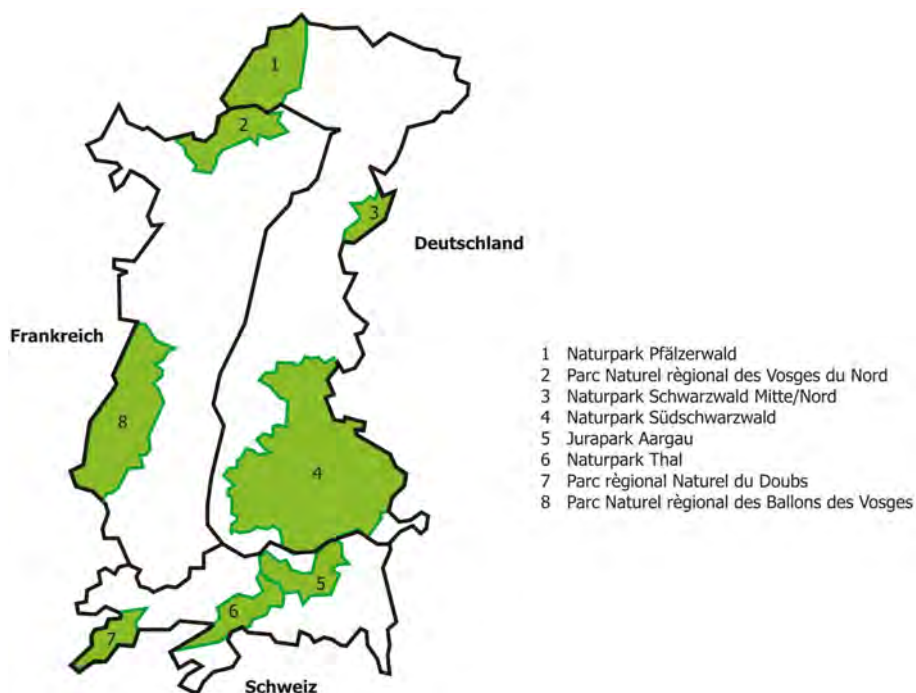 1
2
3
Deutschland
Frankreich
8
4
5
6
7
Schweiz
1 Naturpark Pfälzerwald
2 Parc Naturel règional des Vosges du Nord
3 Naturpark Schwarzwald Mitte/Nord
4 Naturpark Südschwarzwald
5 Jurapark Aargau
6 Naturpark Thal
7 Parc règional Naturel du Doubs
8 Parc Naturel règional des Ballons des Vosges